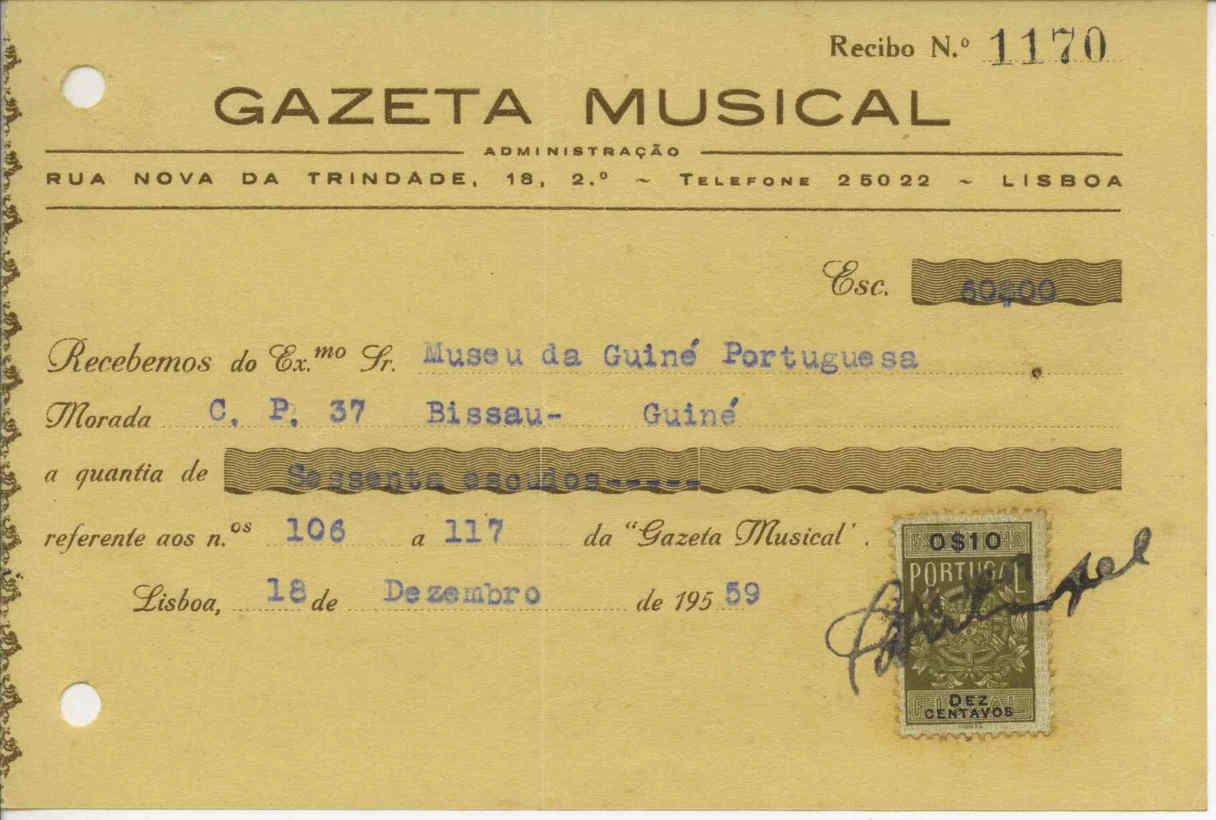 Recibo N.º 1170
GAZETA MUSICAL
ADMINISTRAÇÃO
RUA NOVA DA TRINDADE, 18, 2.º ~ TELEFONE 25022 ~ LISBOA
Esc. 60$00
Recebemos do Ex.mo Sr. Museu da Guiné Portuguesa
Morada C. P. 37 Bissau- Guiné
a quantia de Sessenta escudos-----
referente aos n.os 106 a 117 da "Gazeta Musical'.
Lisboa, 18 de Dezembro de 195 59
0$10
PORTUGAL
DEZ
CENTAVOS